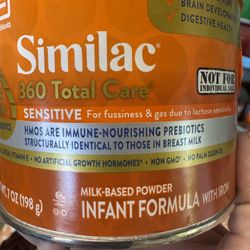 BRAIN DEVELOPMENT
DIGESTIVE HEALTH
Similac®
360 Total Care®
NOT FOR
INDIVIDUAL SALE
SENSITIVE For fussiness & gas due to lactose sensitivity
HMOS ARE IMMUNE-NOURISHING PREBIOTICS
STRUCTURALLY IDENTICAL TO THOSE IN BREAST MILK
VITAMIN E • NO ARTIFICIAL GROWTH HORMONES* • NON GMO* • NO PALM OLEIN OIL
MILK-BASED POWDER
INFANT FORMULA WITH IRON
OZ (198 g)